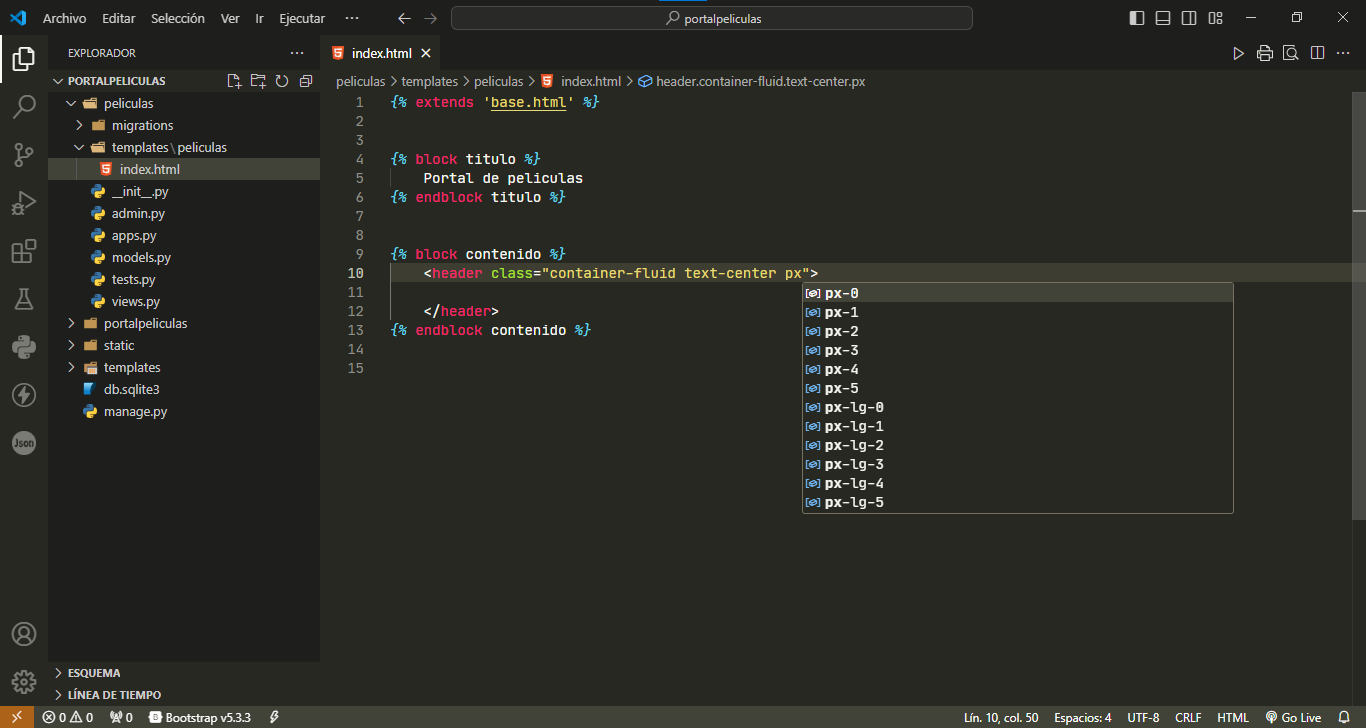 Archivo Editar Selección Ver Ir Ejecutar ··· portalpeliculas
EXPLORADOR ···
PORTALPELICULAS
peliculas
migrations
templates\peliculas
index.html
__init__.py
admin.py
apps.py
models.py
tests.py
views.py
portalpeliculas
static
templates
db.sqlite3
manage.py
ESQUEMA
LÍNEA DE TIEMPO
index.html
peliculas > templates > peliculas > index.html > header.container-fluid.text-center.px
1 {% extends 'base.html' %}
2
3
4 {% block titulo %}
5 Portal de peliculas
6 {% endblock titulo %}
7
8
9 {% block contenido %}
10 <header class="container-fluid text-center px">
11
12 </header>
13 {% endblock contenido %}
14
15
px-0
px-1
px-2
px-3
px-4
px-5
px-lg-0
px-lg-1
px-lg-2
px-lg-3
px-lg-4
px-lg-5
Json
0 0 0 Bootstrap v5.3.3 Lín. 10, col. 50 Espacios: 4 UTF-8 CRLF HTML Go Live